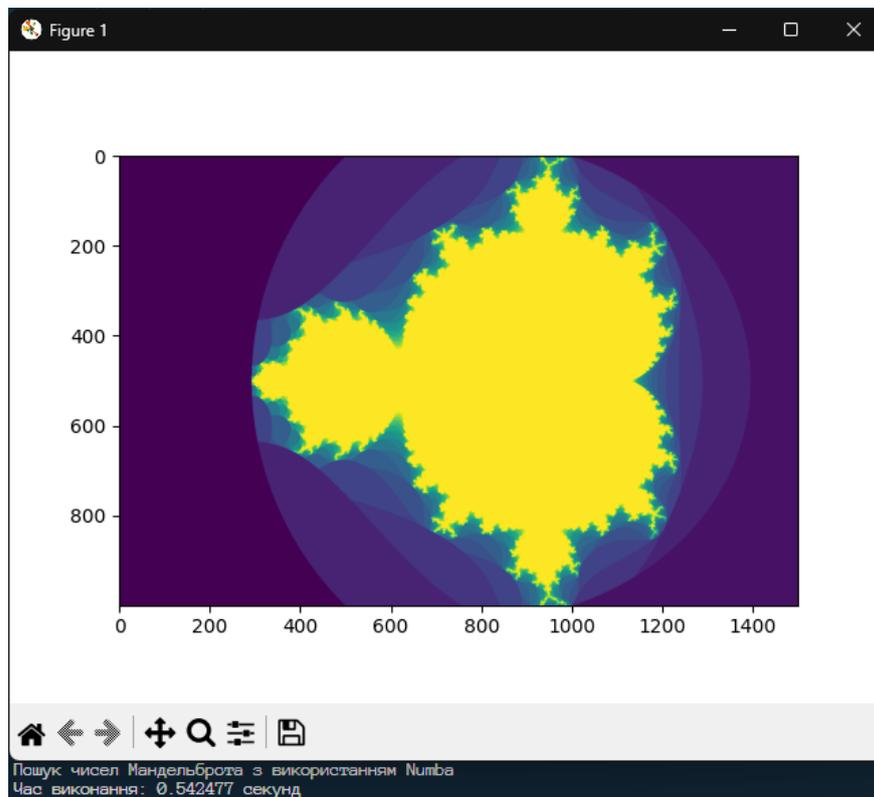 Figure 1
0
200
400
600
800
0 200 400 600 800 1000 1200 1400
Пошук чисел Мандельброта з використанням Numba
Час виконання: 0.542477 секунд